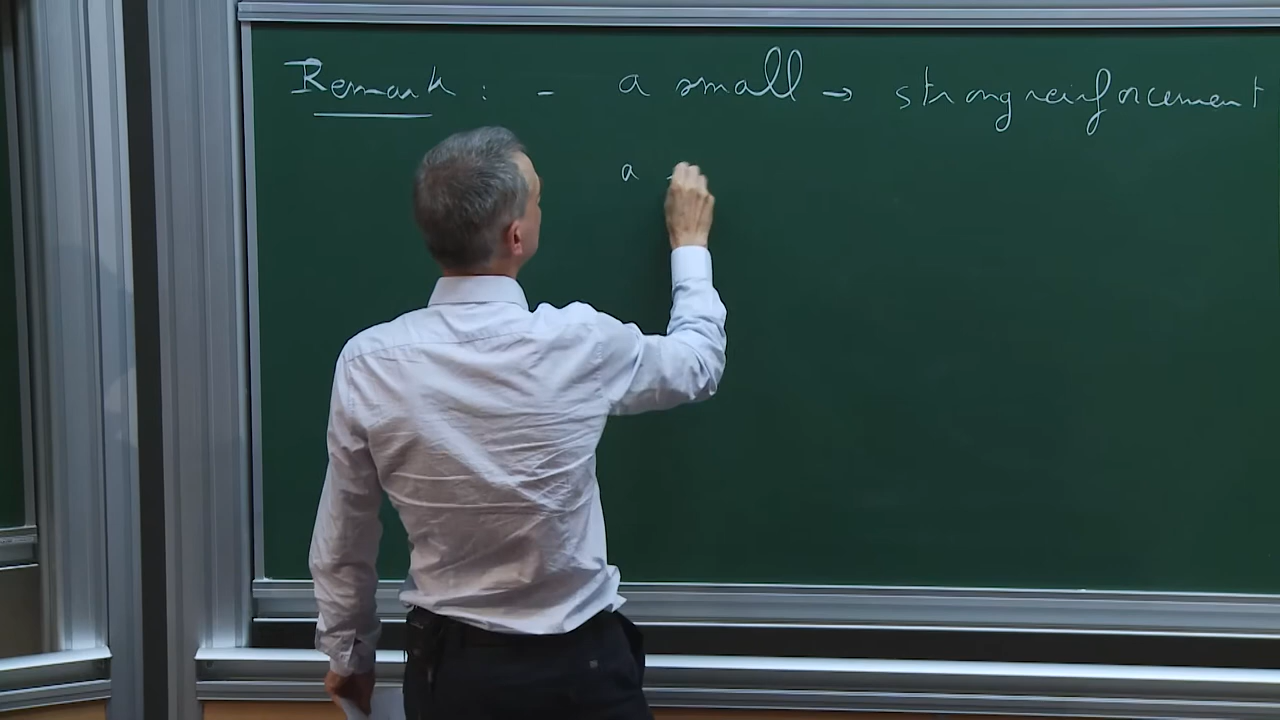 Remark : - a small → strong reinforcement
a